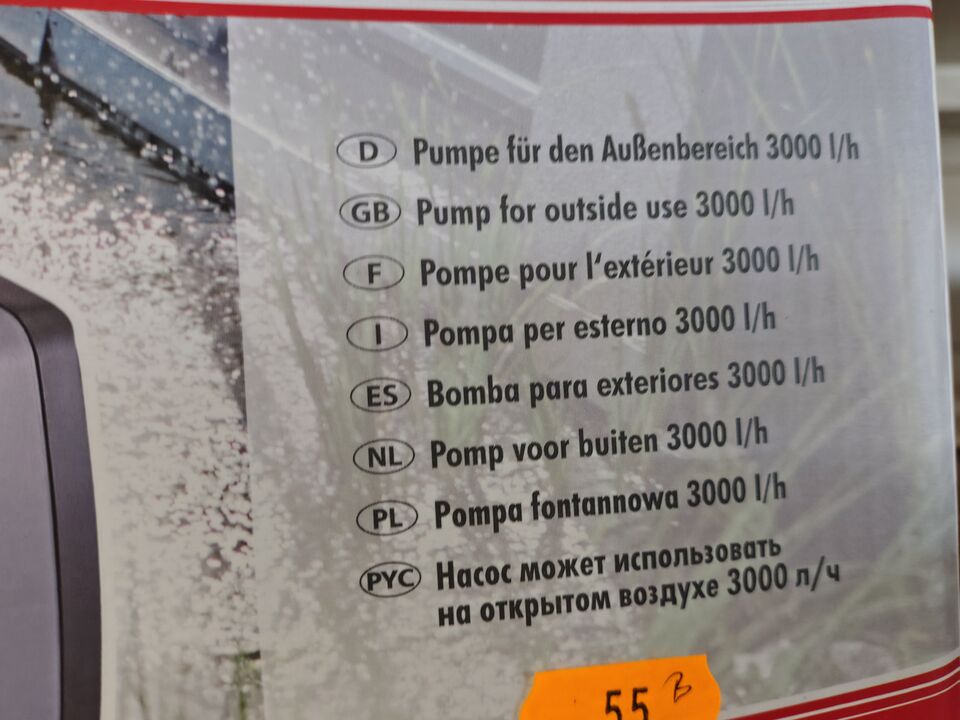 D Pumpe für den Außenbereich 3000 l/h
GB Pump for outside use 3000 l/h
F Pompe pour l'extérieur 3000 l/h
I Pompa per esterno 3000 l/h
ES Bomba para exteriores 3000 l/h
NL Pomp voor buiten 3000 l/h
PL Pompa fontannowa 3000 l/h
РУС Насос может использовать
на открытом воздухе 3000 л/ч
55 B